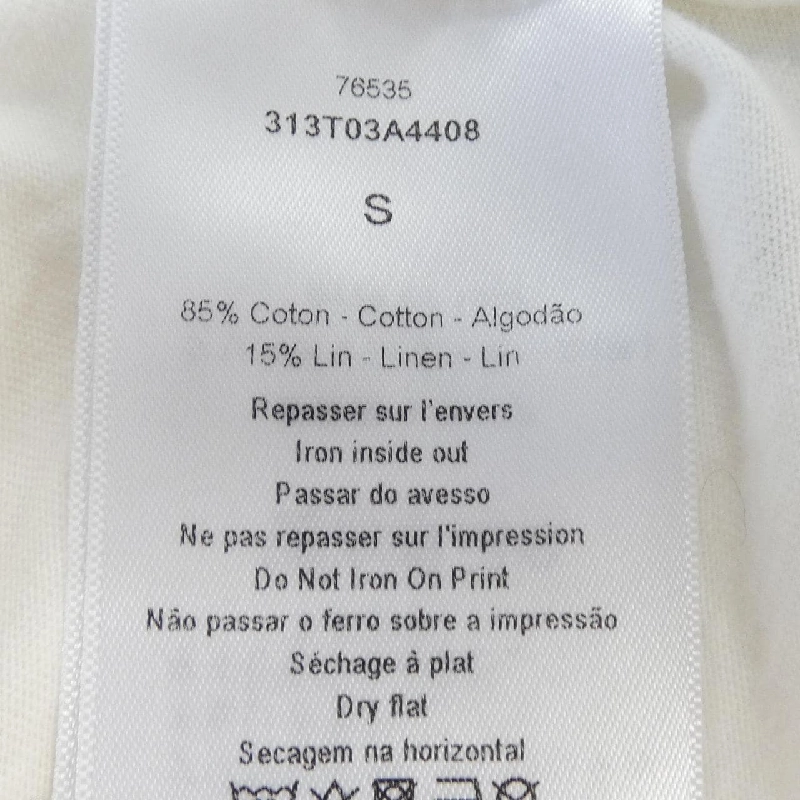 76535
313T03A4408
S
85% Coton - Cotton - Algodão
15% Lin - Linen - Lin
Repasser sur l'envers
Iron inside out
Passar do avesso
Ne pas repasser sur l'impression
Do Not Iron On Print
Não passar o ferro sobre a impressão
Séchage à plat
Dry flat
Secagem na horizontal